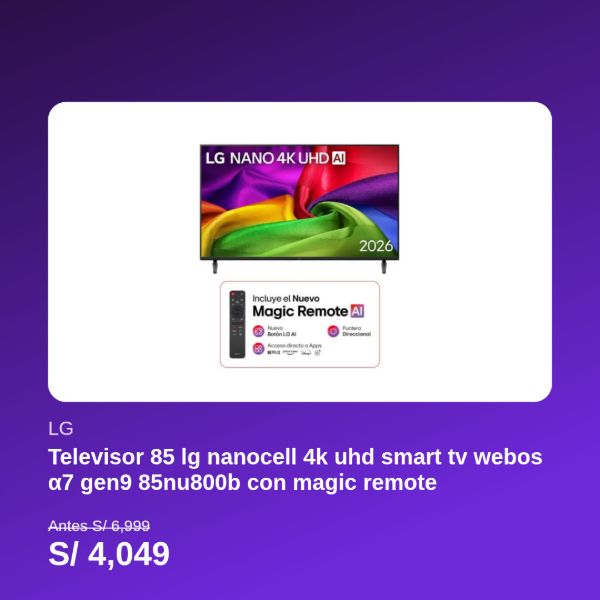 LG NANO 4K UHD AI
2026
Incluye el Nuevo
Magic Remote AI
Nuevo
Botón LG AI
Puntero
Direccional
Acceso directo a Apps
NETFLIX
LG
Televisor 85 lg nanocell 4k uhd smart tv webos
α7 gen9 85nu800b con magic remote
Antes S/ 6,999
S/ 4,049